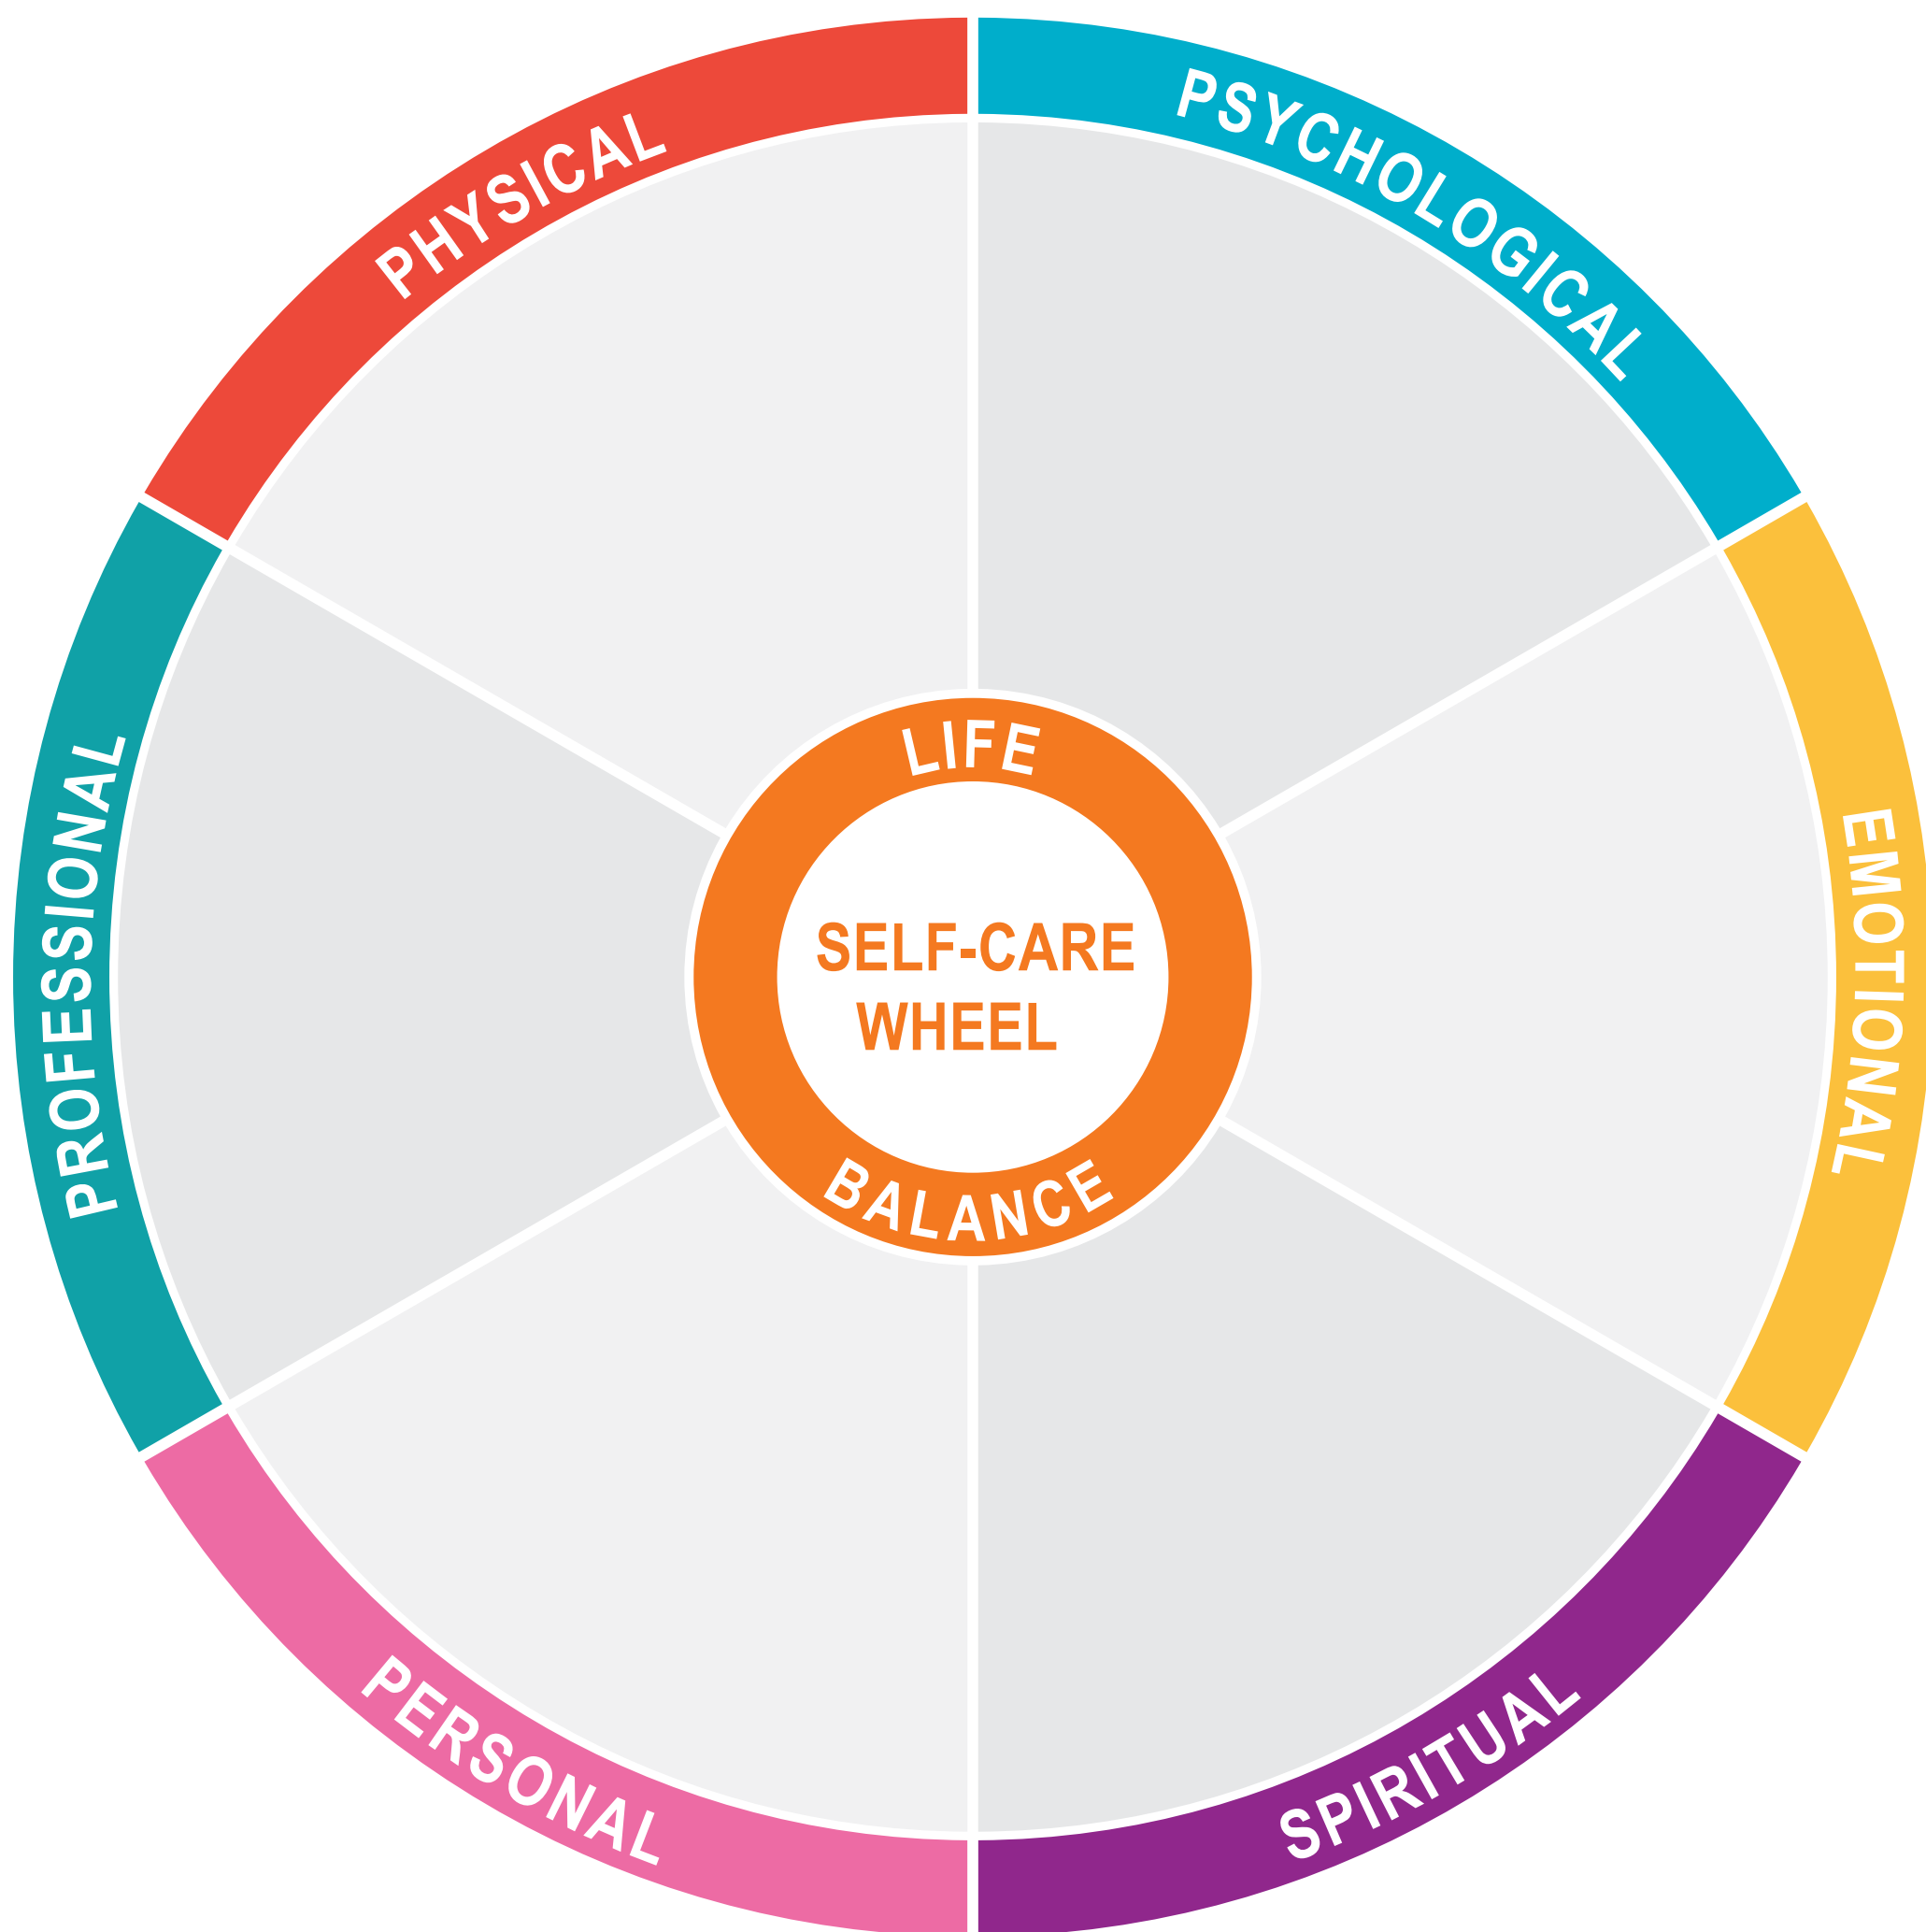 PHYSICAL
PSYCHOLOGICAL
EMOTIONAL
SPIRITUAL
PERSONAL
PROFESSIONAL
LIFE
SELF-CARE
WHEEL
BALANCE